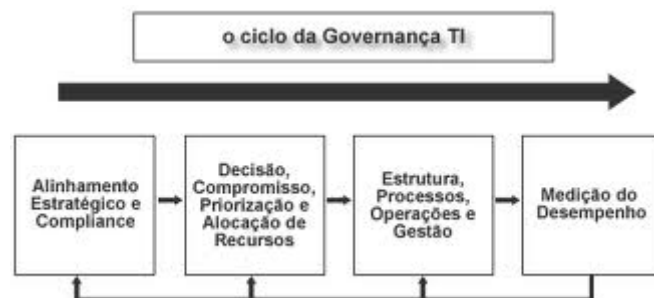 o ciclo da Governança TI
Alinhamento
Estratégico e
Compliance
Decisão,
Compromisso,
Priorização e
Alocação de
Recursos
Estrutura,
Processos,
Operações e
Gestão
Medição do
Desempenho